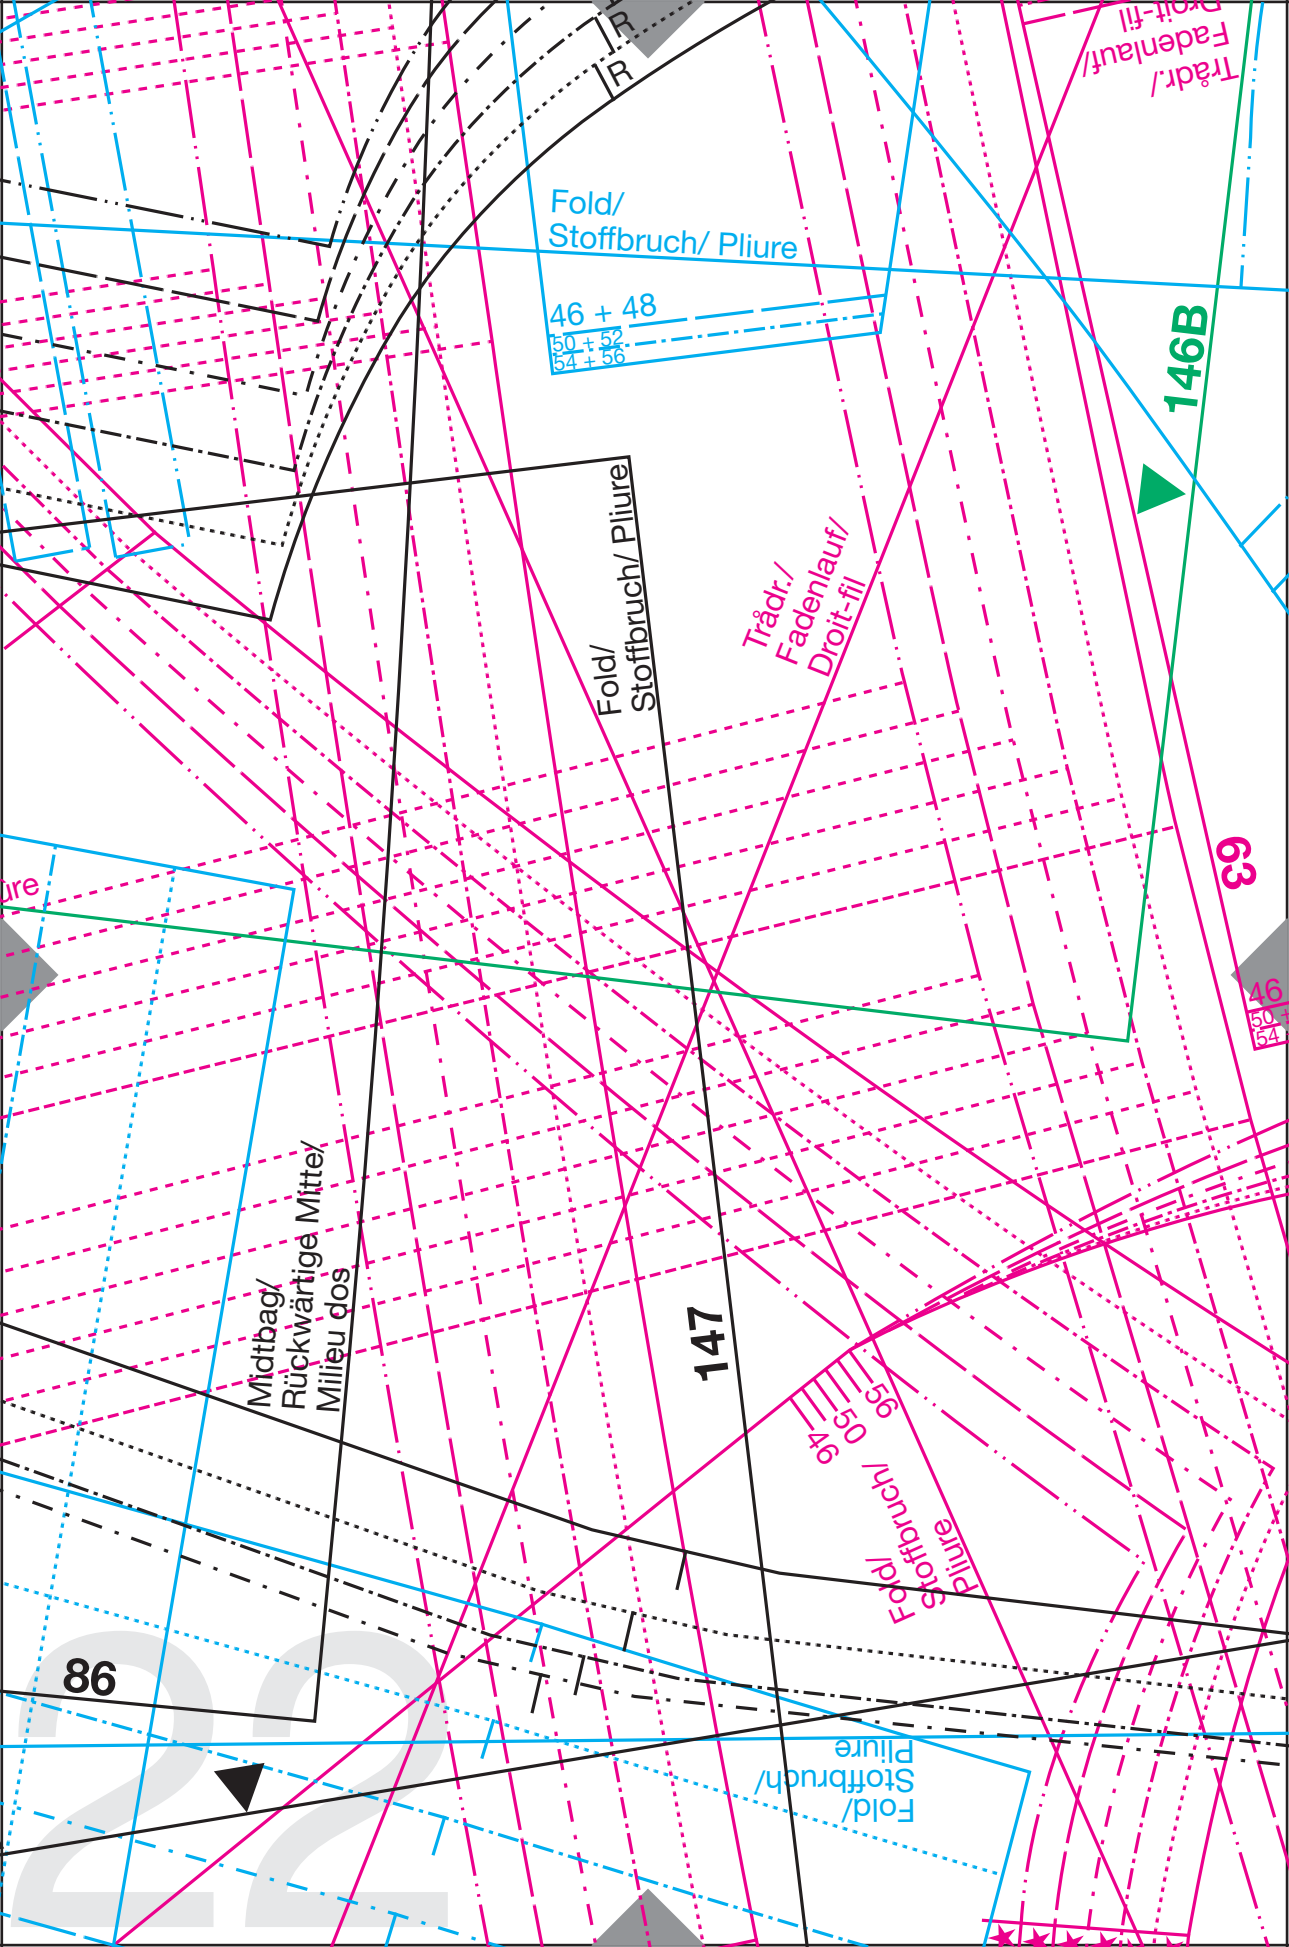 R
R
Trådr./
Fadenlauf/
Droit-fil
Fold/
Stoffbruch/ Pliure
46 + 48
50 + 52
54 + 56
146B
Fold/
Stoffbruch/ Pliure
Trådr./
Fadenlauf/
Droit-fil
63
46
50 +
54
Midtbag/
Rückwärtige Mitte/
Milieu dos
147
56
50
46
Fold/
Stoffbruch/
Pliure
86
22
Fold/
Stoffbruch/
Pliure